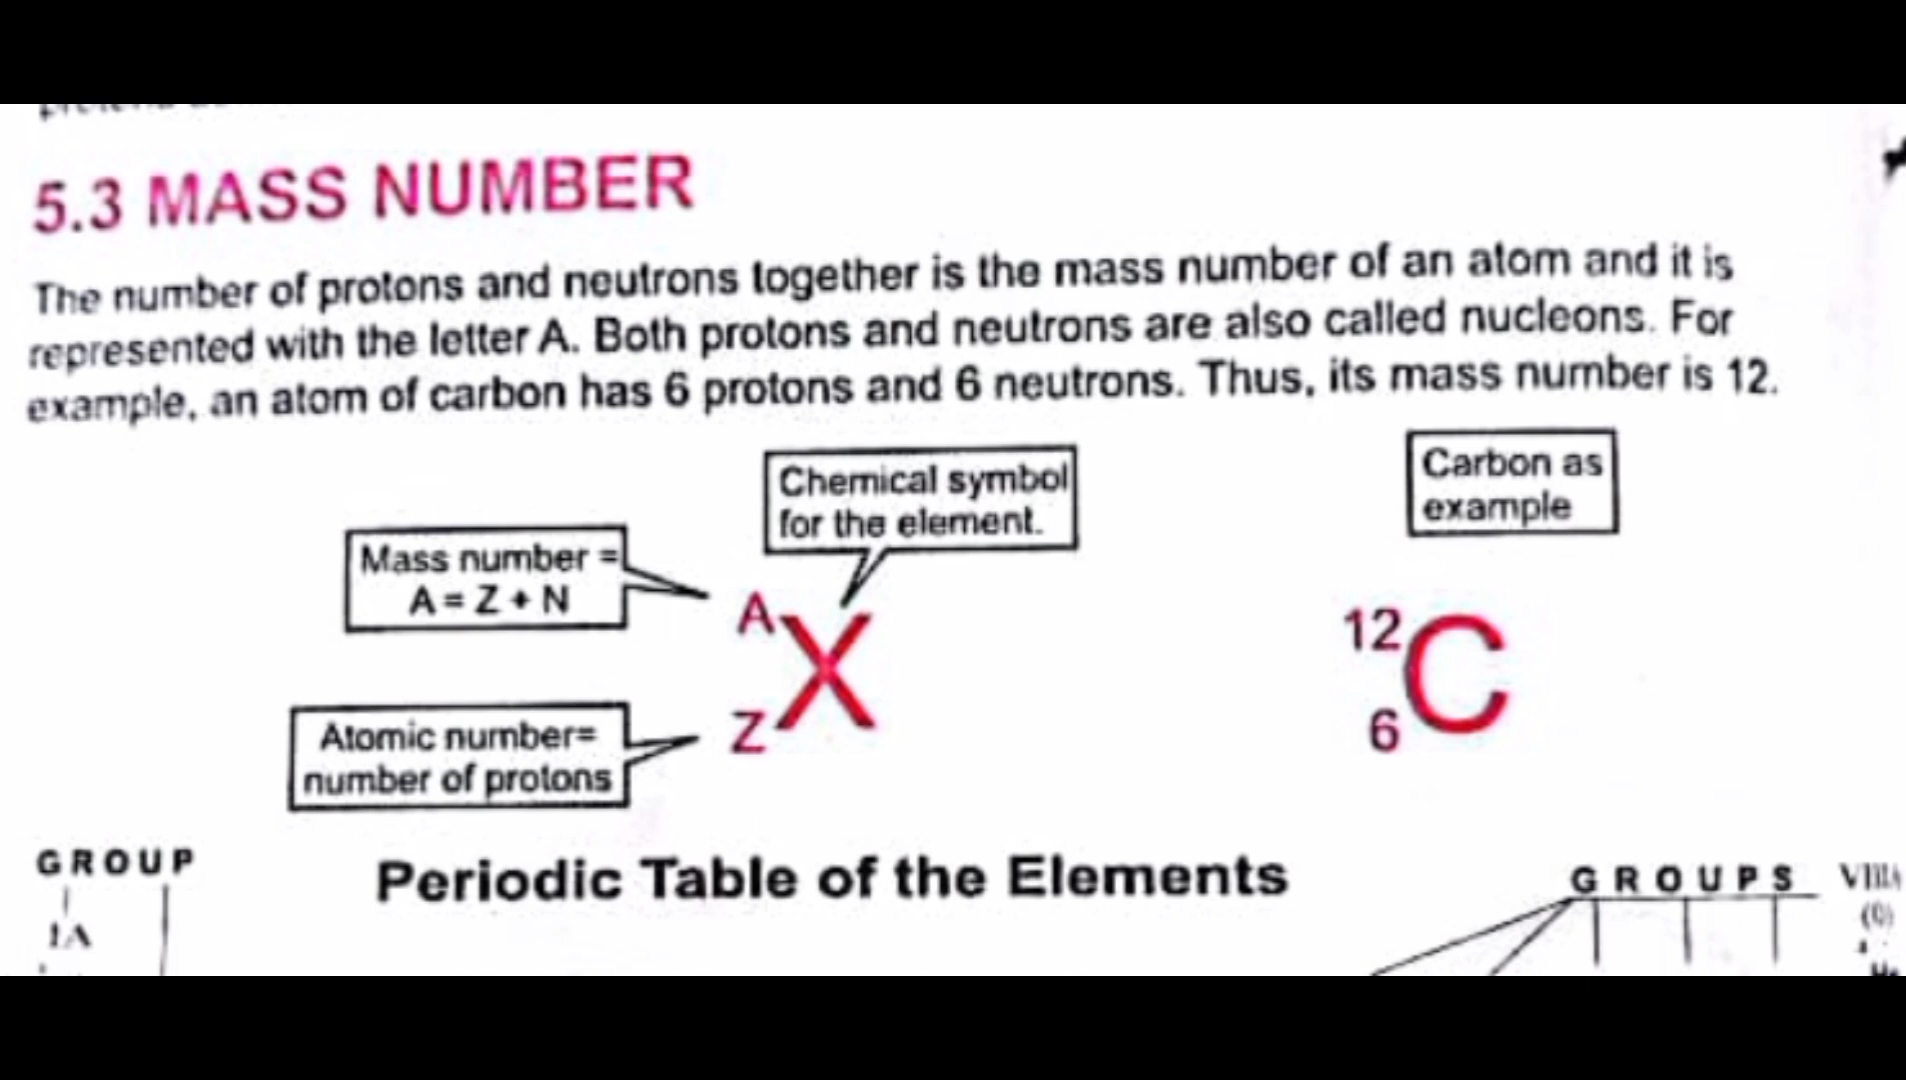 5.3 MASS NUMBER
The number of protons and neutrons together is the mass number of an atom and it is
represented with the letter A. Both protons and neutrons are also called nucleons. For
example, an atom of carbon has 6 protons and 6 neutrons. Thus, its mass number is 12.
Chemical symbol
for the element.
Carbon as
example
Mass number =
A = Z + N
A
X
Z
12
C
6
Atomic number=
number of protons
GROUP
IA
Periodic Table of the Elements
GROUPS
VIIIA
(0)